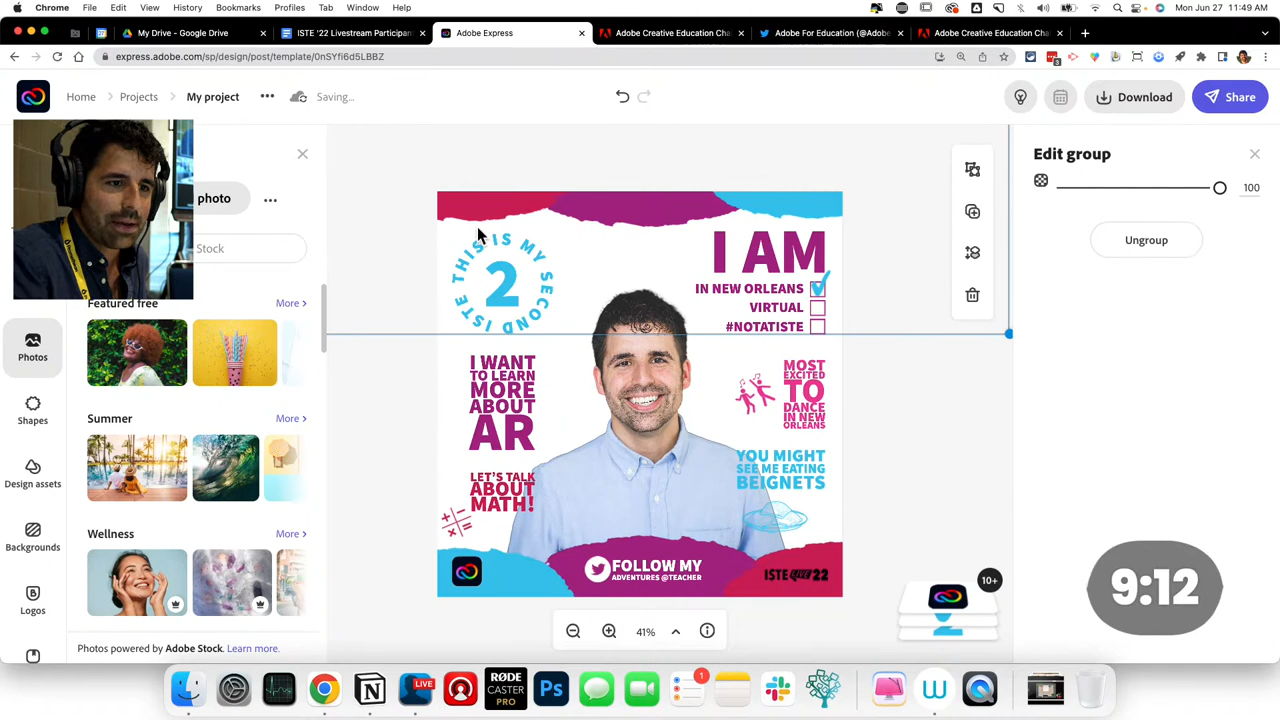 Chrome File Edit View History Bookmarks Profiles Tab Window Help
Mon Jun 27 11:49 AM
My Drive - Google Drive
ISTE '22 Livestream Participan
Adobe Express
Adobe Creative Education Cha
Adobe For Education (@Adobe
Adobe Creative Education Cha
express.adobe.com/sp/design/post/template/0nSYfi6d5LBBZ
Home
Projects
My project
Saving...
Download
Share
photo
Stock
Edit group
100
Ungroup
Featured free
More
Photos
Shapes
Summer
More
Design assets
Backgrounds
Wellness
More
Logos
Photos powered by Adobe Stock. Learn more.
THIS IS MY SECOND ISTE
2
I AM
IN NEW ORLEANS
VIRTUAL
#NOTATISTE
I WANT
TO LEARN
MORE
ABOUT
AR
LET'S TALK
ABOUT
MATH!
MOST
EXCITED
TO
DANCE
IN NEW
ORLEANS
YOU MIGHT
SEE ME EATING
BEIGNETS
FOLLOW MY
ADVENTURES @TEACHER
ISTE LIVE 22
10+
41%
9:12
1
LIVE
RØDE
CASTER
PRO
Ps